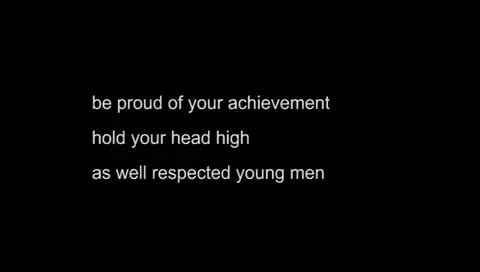 be proud of your achievement
hold your head high
as well respected young men